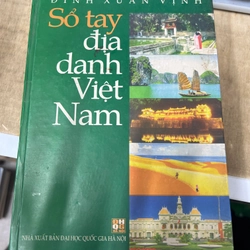 ĐINH XUÂN VỊNH
Sổ tay
địa
danh
Việt
Nam
NHÀ XUẤT BẢN ĐẠI HỌC QUỐC GIA HÀ NỘI